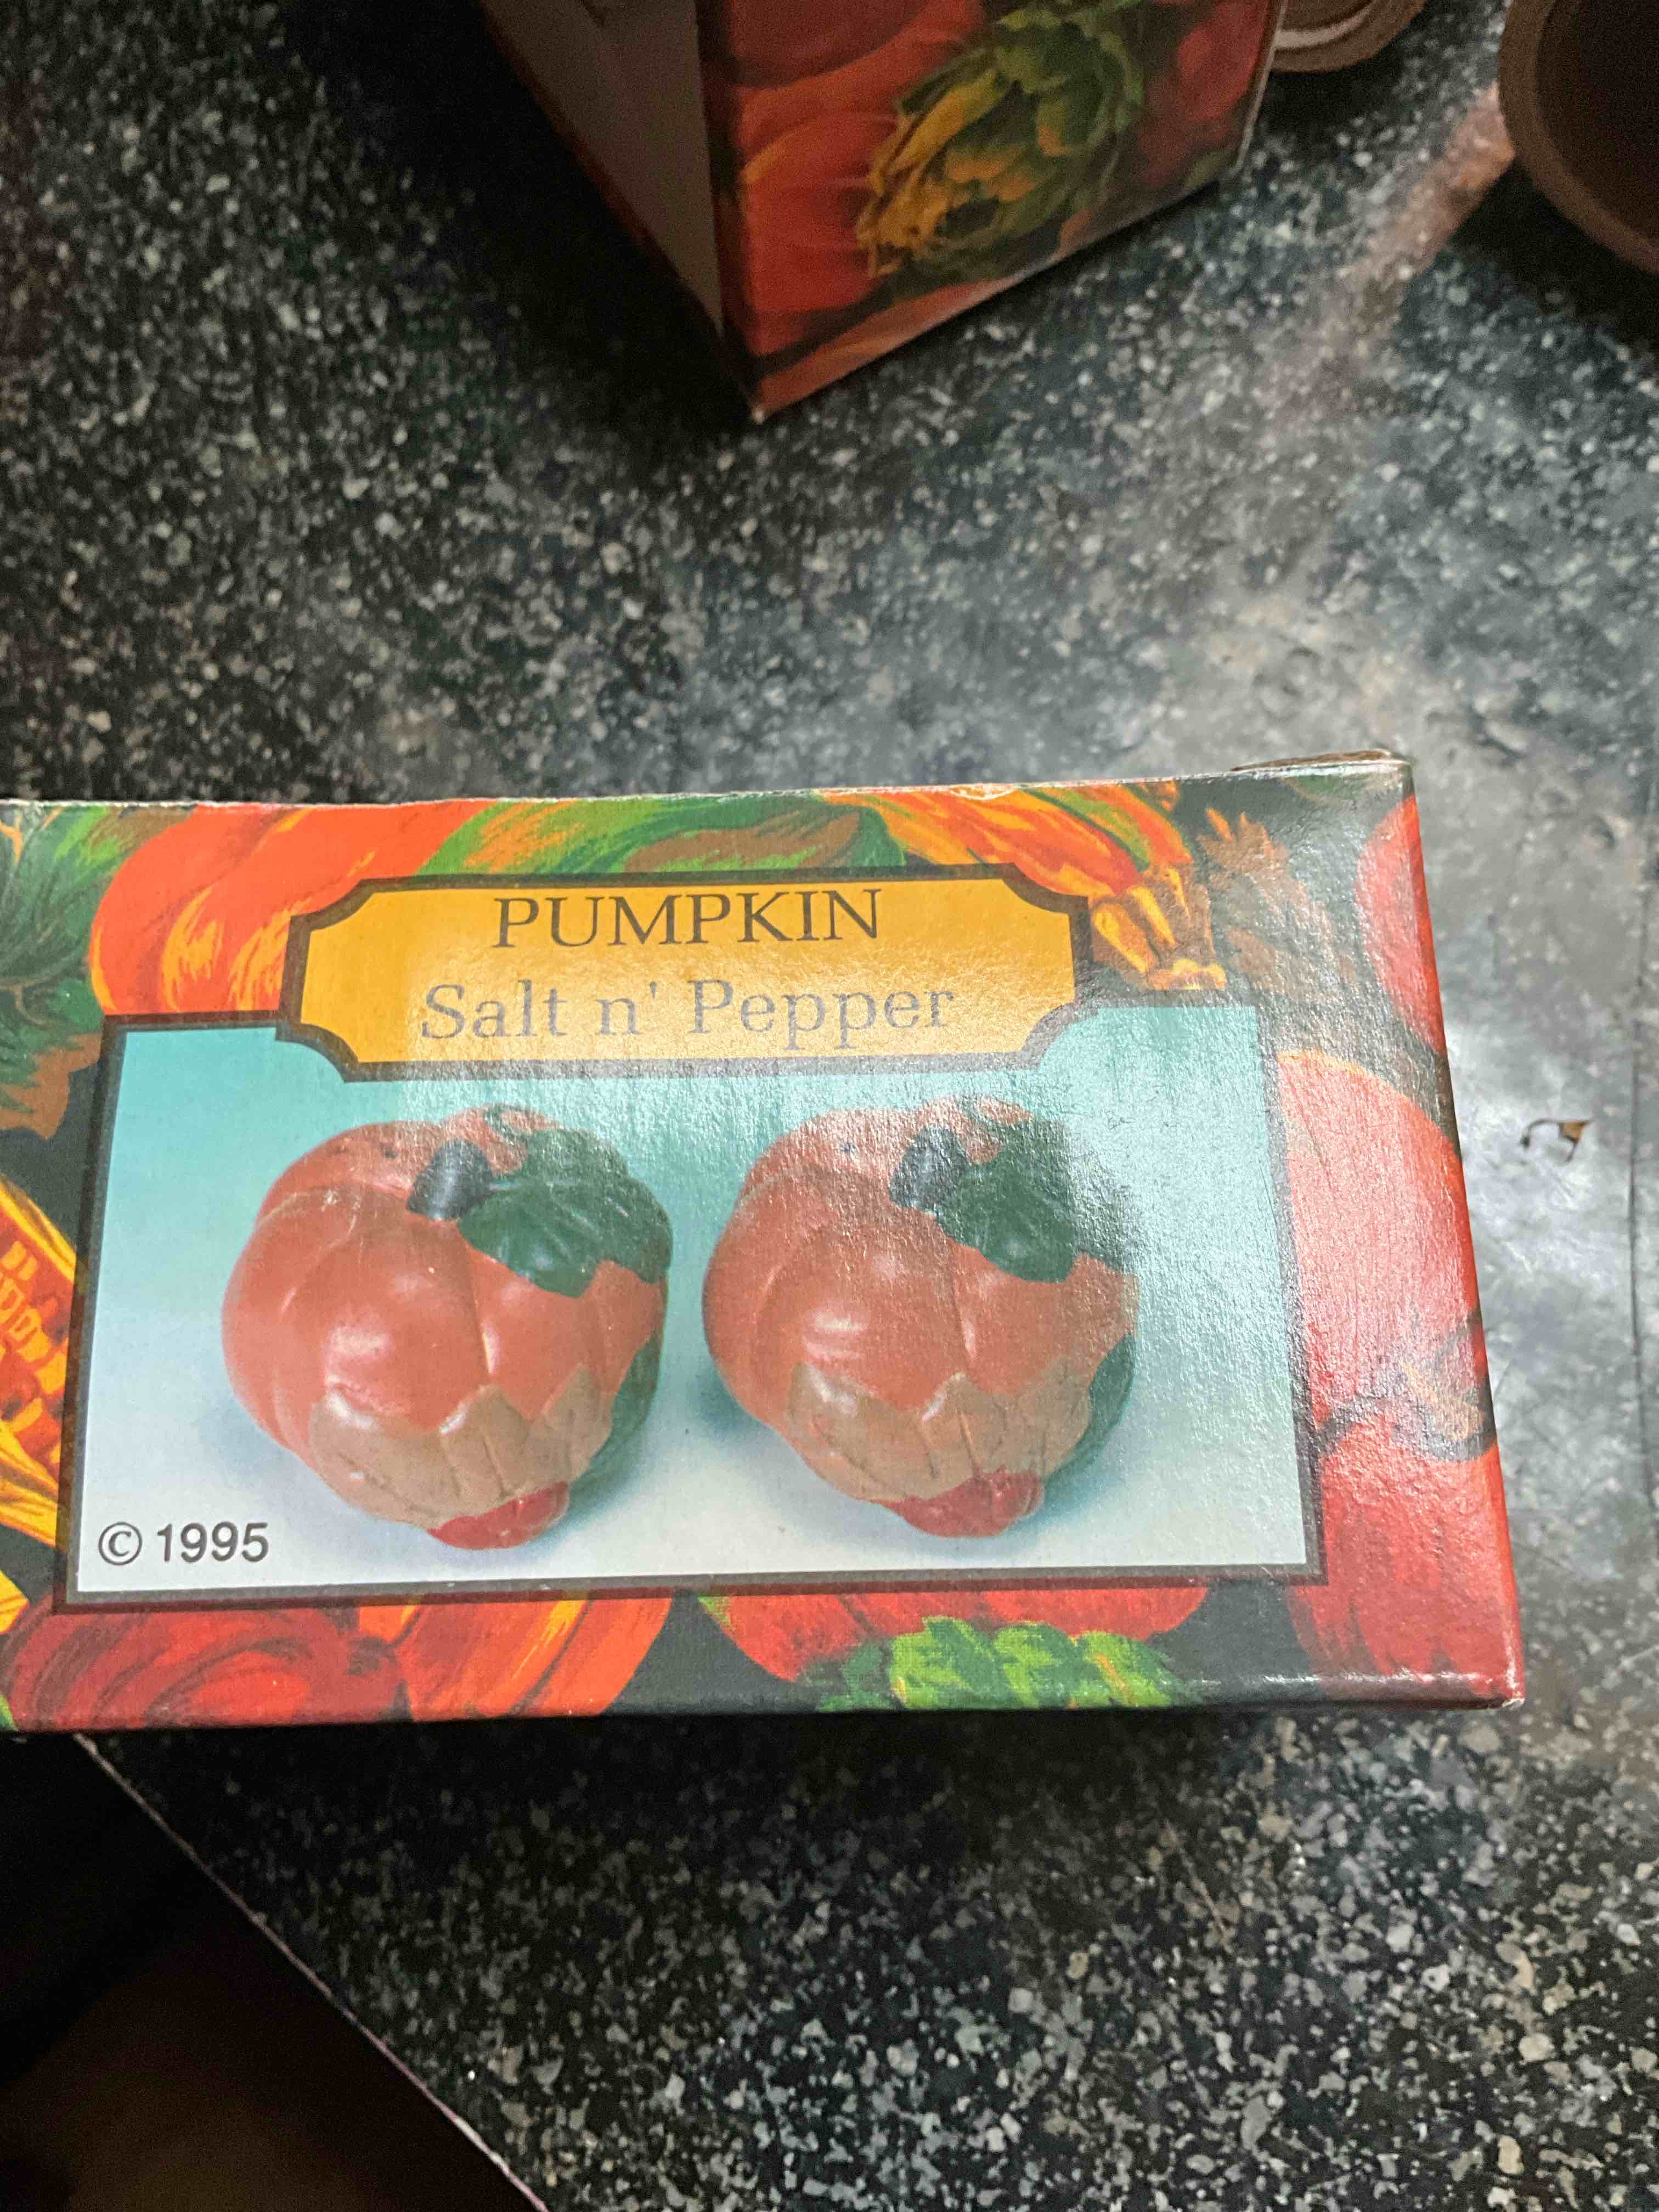 PUMPKIN
Salt n' Pepper
© 1995